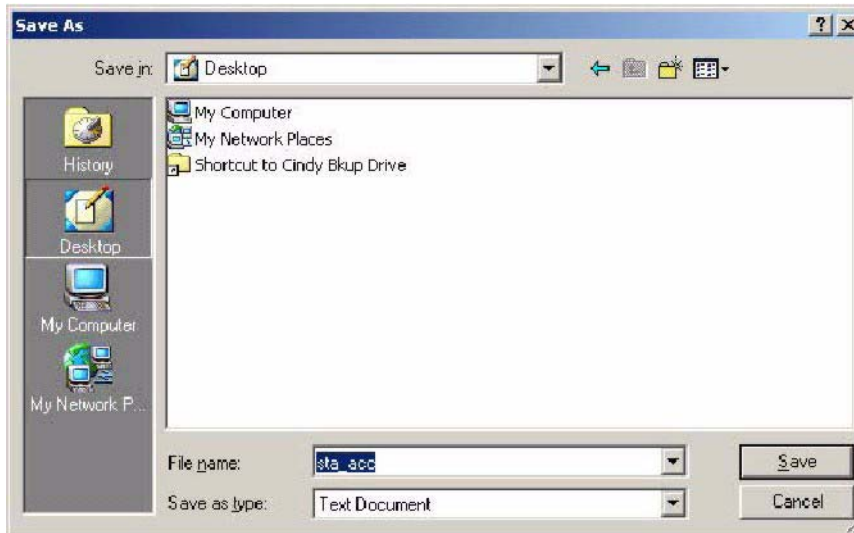 Save As
Save in: Desktop
My Computer
My Network Places
Shortcut to Cindy Bkup Drive
History
Desktop
My Computer
My Network P...
File name: sta_acc
Save as type: Text Document
Save
Cancel